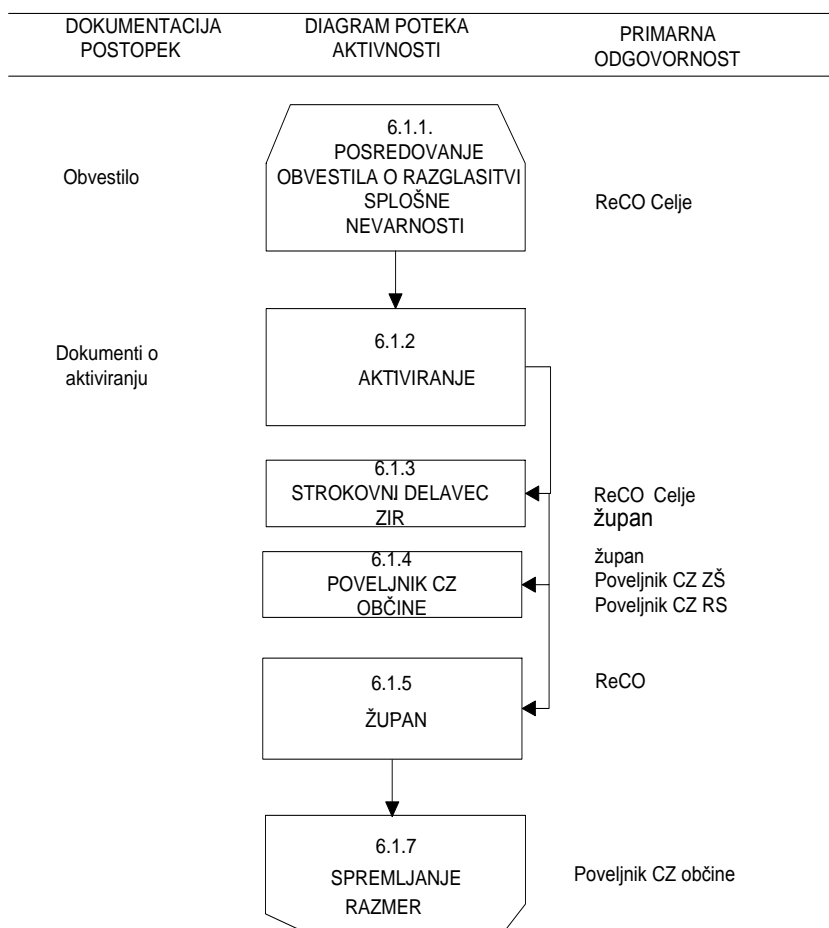 DOKUMENTACIJA
POSTOPEK
DIAGRAM POTEKA
AKTIVNOSTI
PRIMARNA
ODGOVORNOST
Obvestilo
6.1.1.
POSREDOVANJE
OBVESTILA O RAZGLASITVI
SPLOŠNE
NEVARNOSTI
ReCO Celje
Dokumenti o
aktiviranju
6.1.2
AKTIVIRANJE
6.1.3
STROKOVNI DELAVEC
ZIR
ReCO Celje
župan
6.1.4
POVELJNIK CZ
OBČINE
župan
Poveljnik CZ ZŠ
Poveljnik CZ RS
6.1.5
ŽUPAN
ReCO
6.1.7
SPREMLJANJE
RAZMER
Poveljnik CZ občine